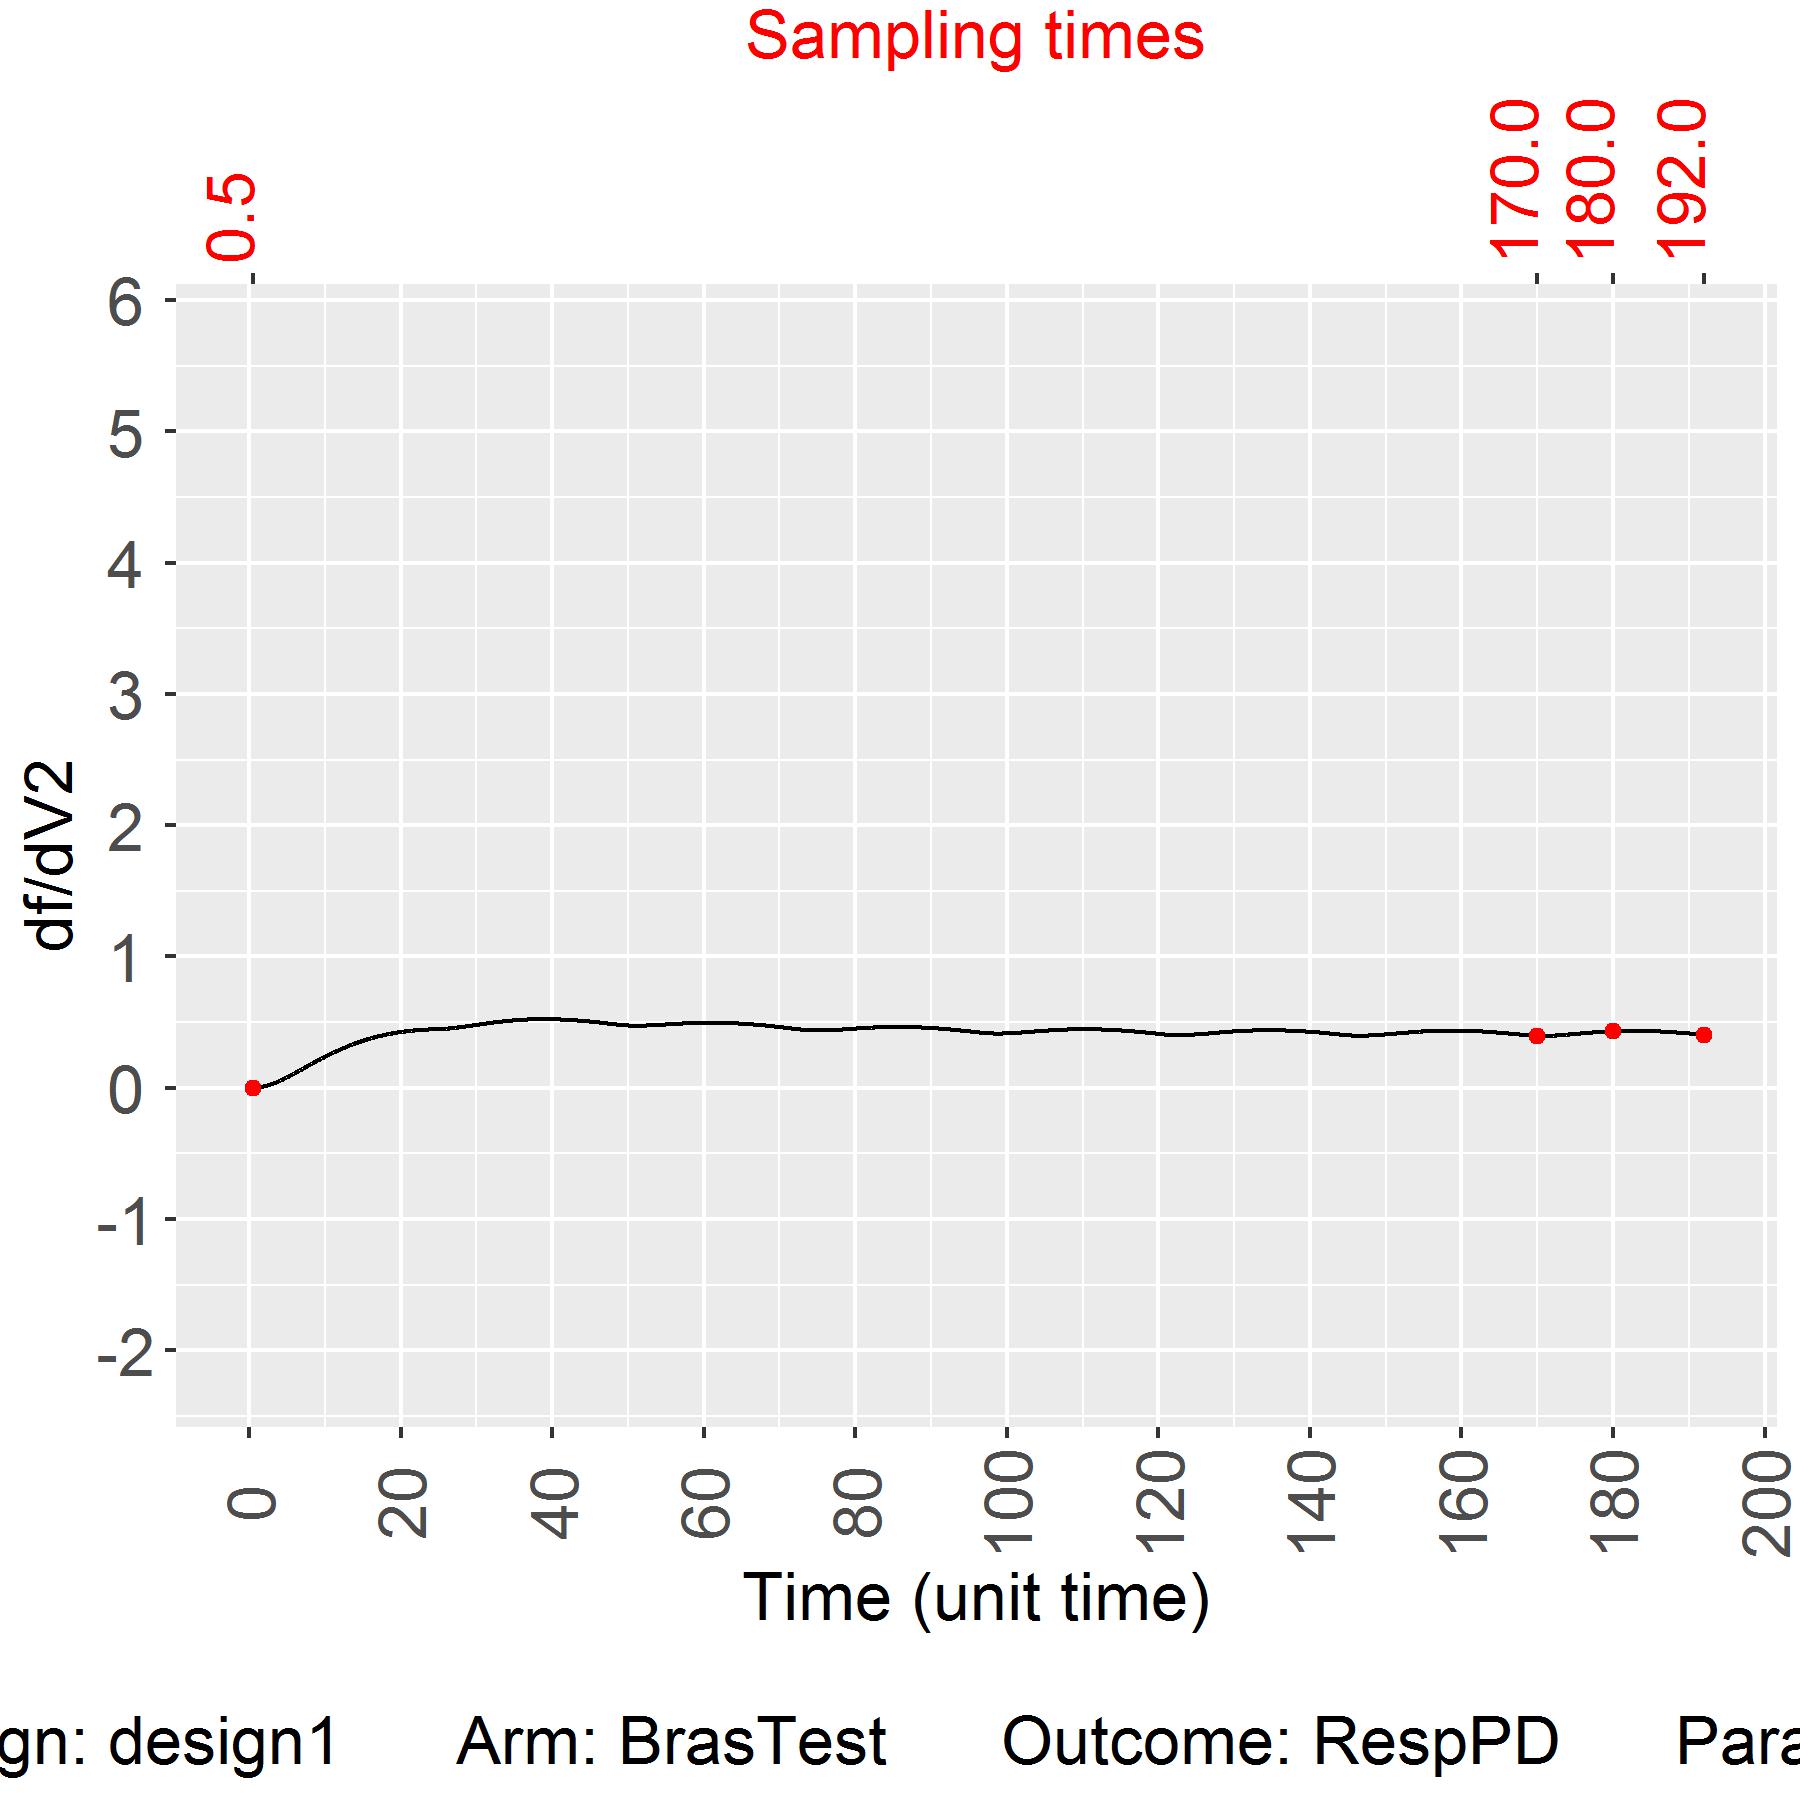 Sampling times
0.5 170.0 180.0 192.0
6
5
4
3
2
1
0
-1
-2
df/dV2
0 20 40 60 80 100 120 140 160 180 200
Time (unit time)
gn: design1 Arm: BrasTest Outcome: RespPD Para